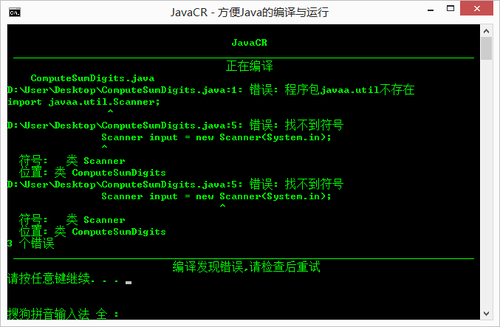 JavaCR - 方便Java的编译与运行
JavaCR
正在编译
ComputeSumDigits.java
D:\User\Desktop\ComputeSumDigits.java:1: 错误: 程序包javaa.util不存在
import javaa.util.Scanner;
^
D:\User\Desktop\ComputeSumDigits.java:5: 错误: 找不到符号
Scanner input = new Scanner(System.in);
^
符号:   类 Scanner
位置: 类 ComputeSumDigits
D:\User\Desktop\ComputeSumDigits.java:5: 错误: 找不到符号
Scanner input = new Scanner(System.in);
^
符号:   类 Scanner
位置: 类 ComputeSumDigits
3 个错误
编译发现错误,请检查后重试
请按任意键继续. . .
搜狗拼音输入法 全 :